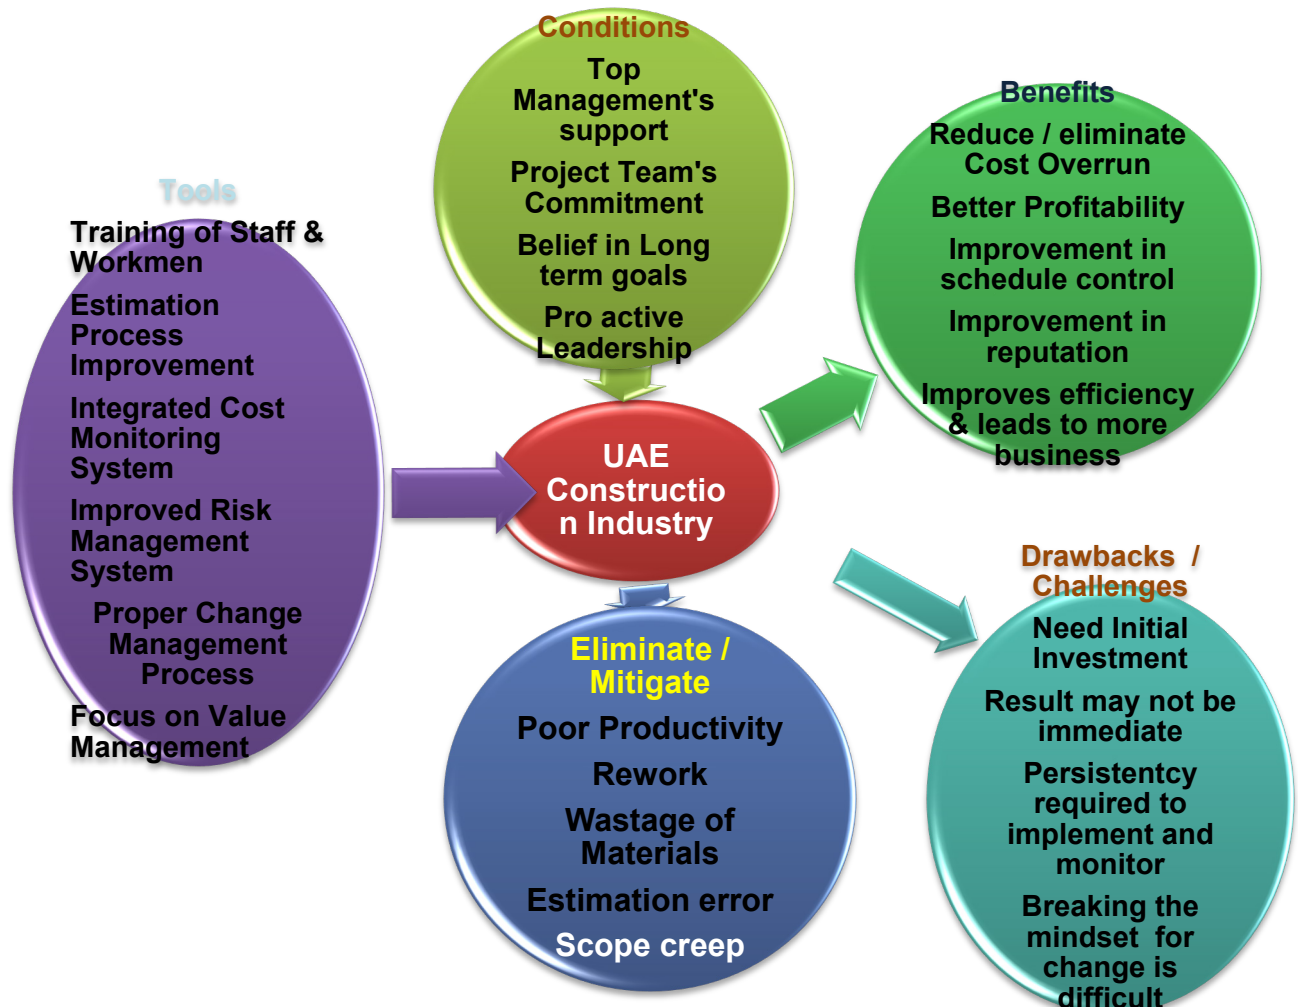 Tools
Training of Staff &
Workmen
Estimation
Process
Improvement
Integrated Cost
Monitoring
System
Improved Risk
Management
System
Proper Change
Management
Process
Focus on Value
Management
Conditions
Top
Management's
support
Project Team's
Commitment
Belief in Long
term goals
Pro active
Leadership
UAE
Constructio
n Industry
Eliminate /
Mitigate
Poor Productivity
Rework
Wastage of
Materials
Estimation error
Scope creep
Benefits
Reduce / eliminate
Cost Overrun
Better Profitability
Improvement in
schedule control
Improvement in
reputation
Improves efficiency
& leads to more
business
Drawbacks /
Challenges
Need Initial
Investment
Result may not be
immediate
Persistentcy
required to
implement and
monitor
Breaking the
mindset for
change is
difficult